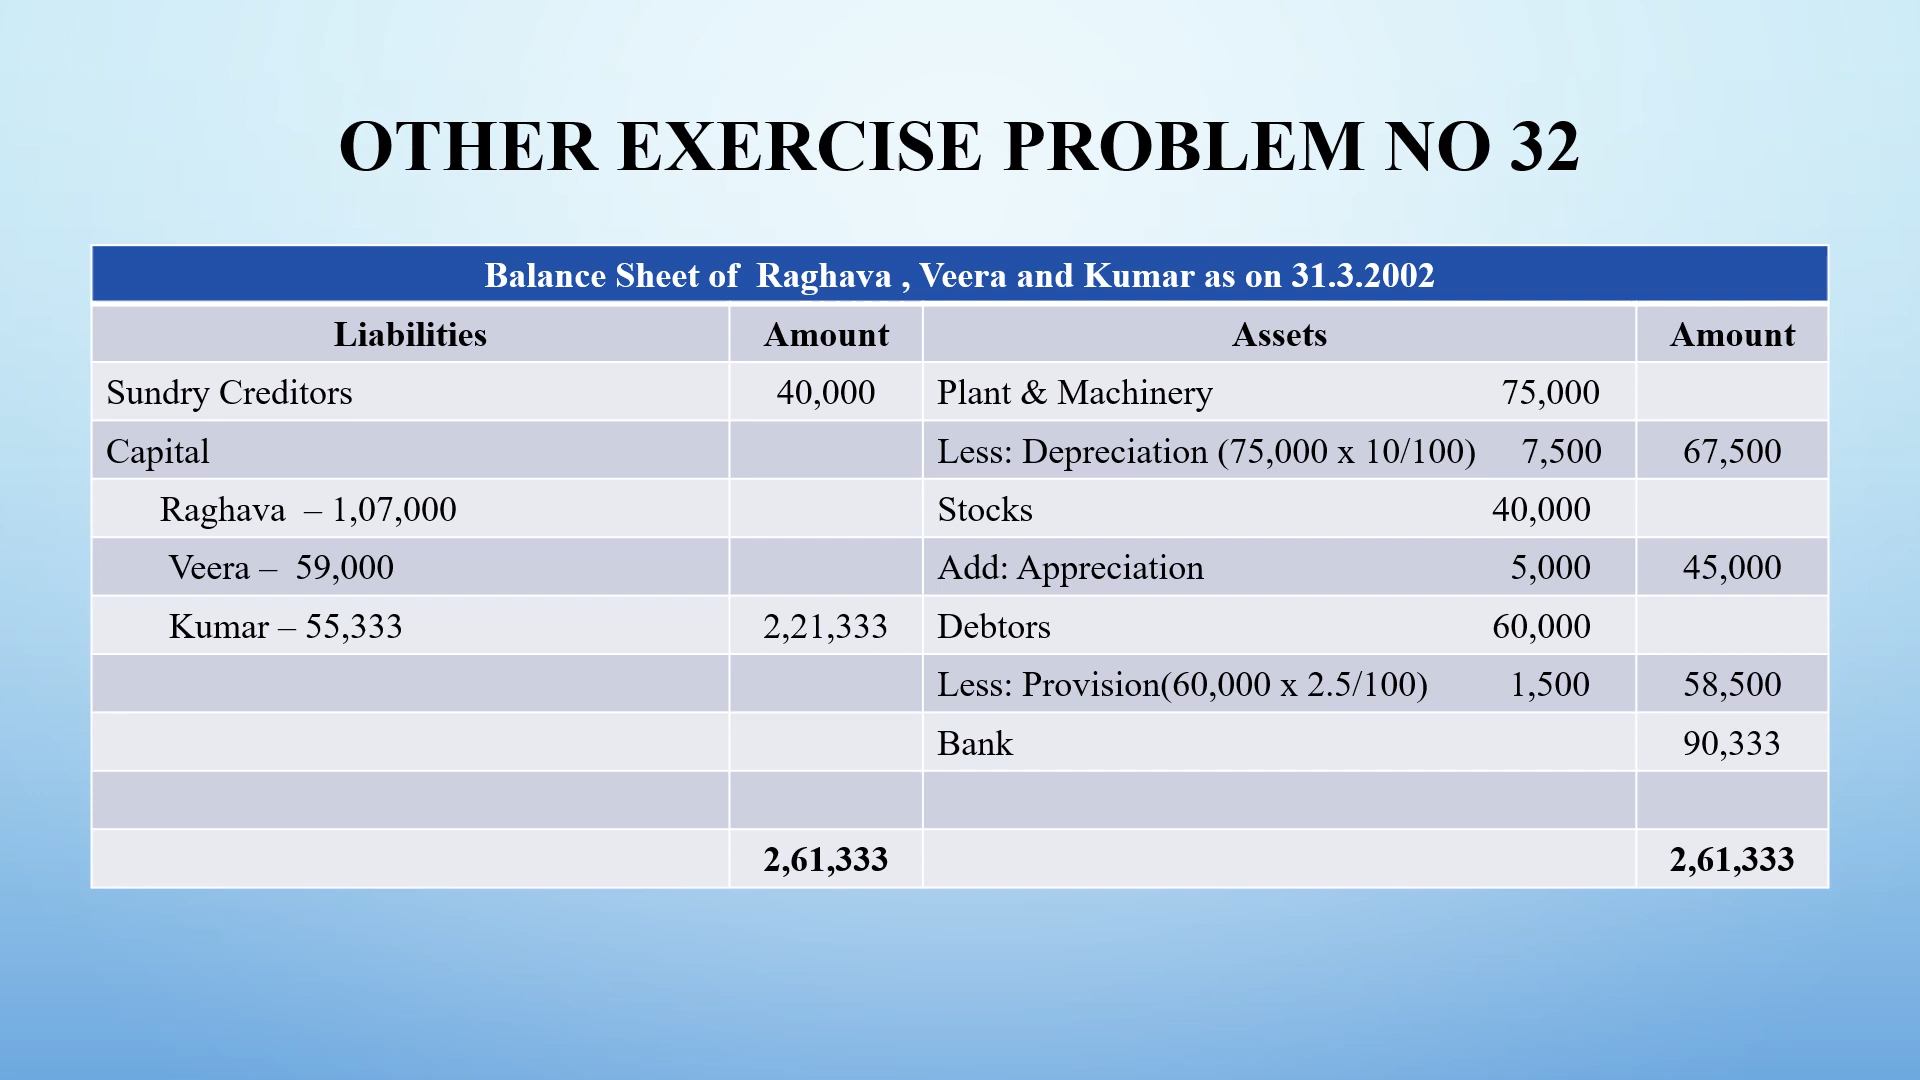 OTHER EXERCISE PROBLEM NO 32
Balance Sheet of Raghava , Veera and Kumar as on 31.3.2002
Liabilities Amount Assets Amount
Sundry Creditors 40,000 Plant & Machinery 75,000
Capital Less: Depreciation (75,000 x 10/100) 7,500 67,500
Raghava – 1,07,000 Stocks 40,000
Veera – 59,000 Add: Appreciation 5,000 45,000
Kumar – 55,333 2,21,333 Debtors 60,000
Less: Provision(60,000 x 2.5/100) 1,500 58,500
Bank 90,333
2,61,333 2,61,333